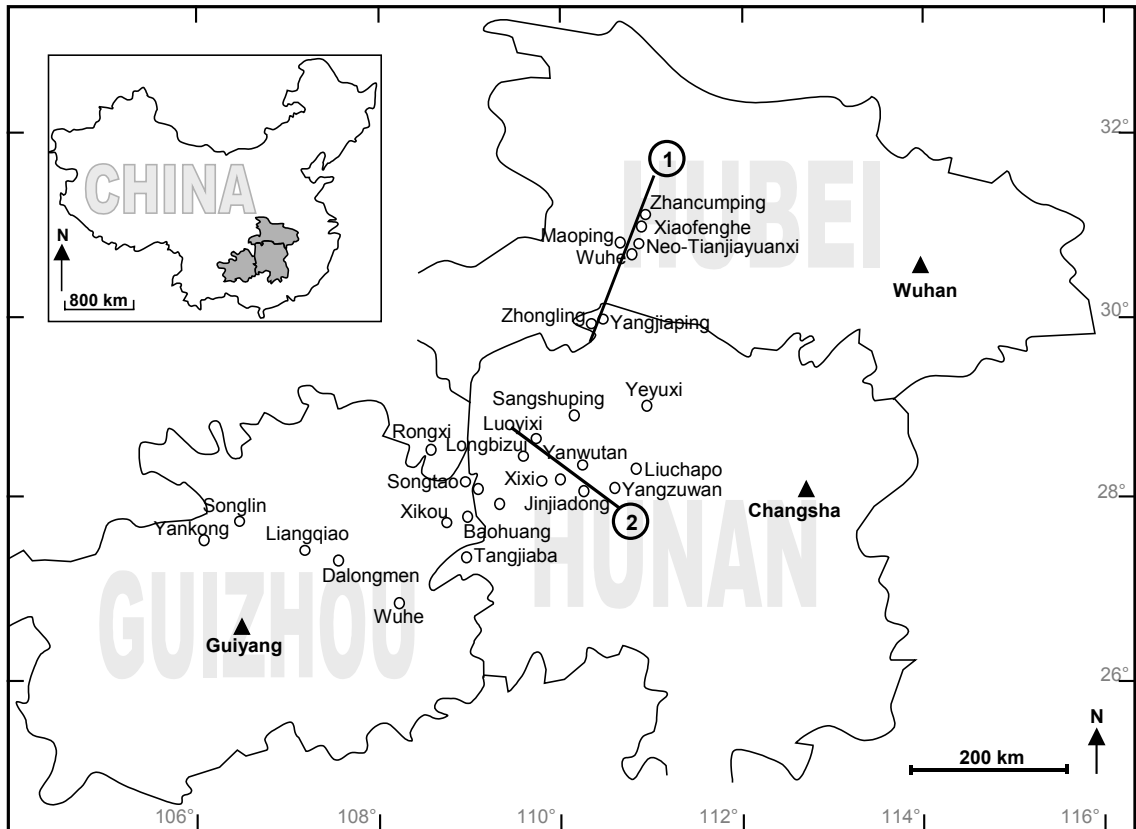 CHINA
N
800 km
32°
1
HUBEI
Zhancumping
Xiaofenghe
Maoping
Neo-Tianjiayuanxi
Wuhe
Wuhan
30°
Zhongling
Yangjiaping
Yeyuxi
Sangshuping
Luoyixi
Rongxi
Longbizui
Yanwutan
Liuchapo
Songtao
Xixi
Yangzuwan
28°
Jinjiadong
Changsha
Songlin
Xikou
2
Yankong
Liangqiao
Baohuang
HUNAN
Tangjiaba
Dalongmen
GUIZHOU
Wuhe
Guiyang
26°
N
200 km
106°
108°
110°
112°
114°
116°